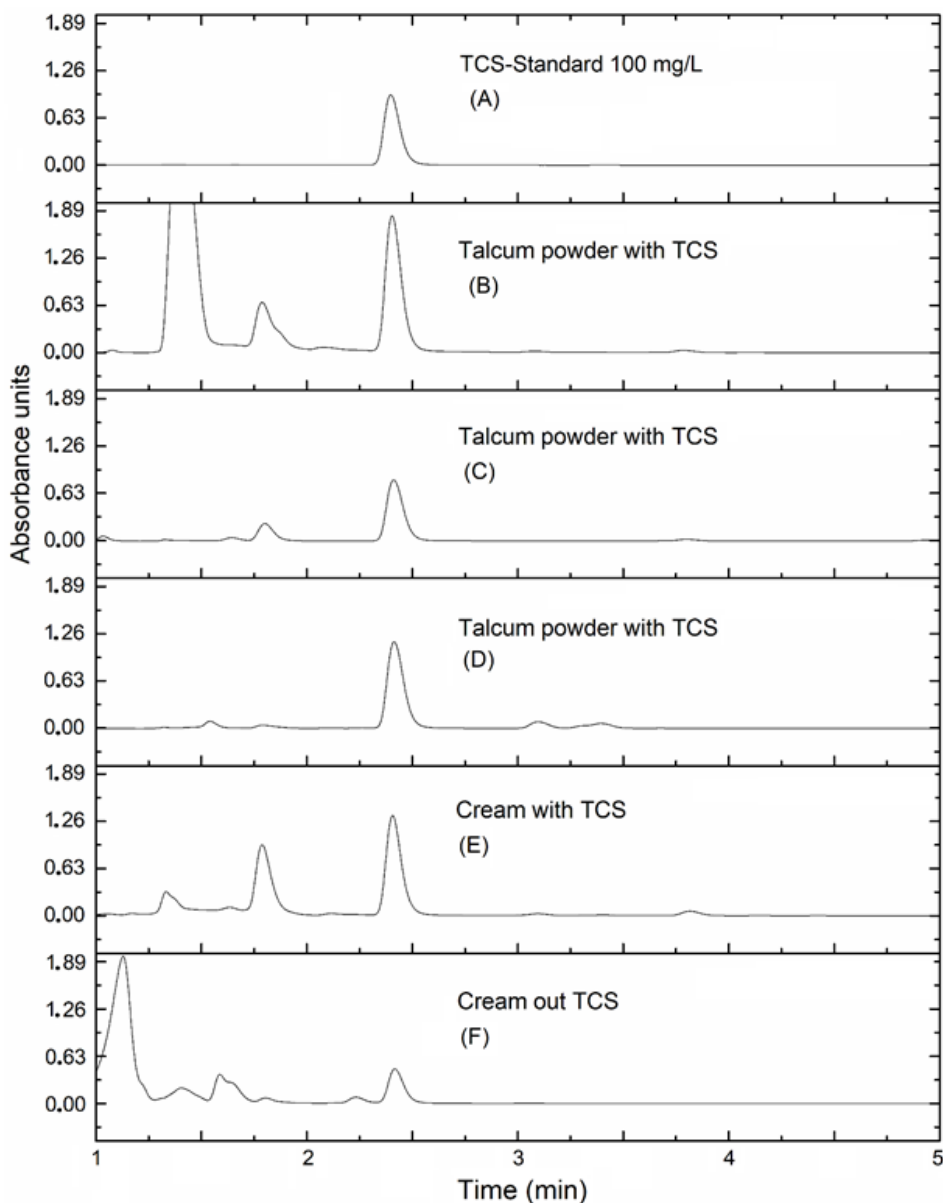 Absorbance units
1.89
1.26
0.63
0.00
TCS-Standard 100 mg/L
(A)
1.89
1.26
0.63
0.00
Talcum powder with TCS
(B)
1.89
1.26
0.63
0.00
Talcum powder with TCS
(C)
1.89
1.26
0.63
0.00
Talcum powder with TCS
(D)
1.89
1.26
0.63
0.00
Cream with TCS
(E)
1.89
1.26
0.63
0.00
Cream out TCS
(F)
1 2 3 4 5
Time (min)